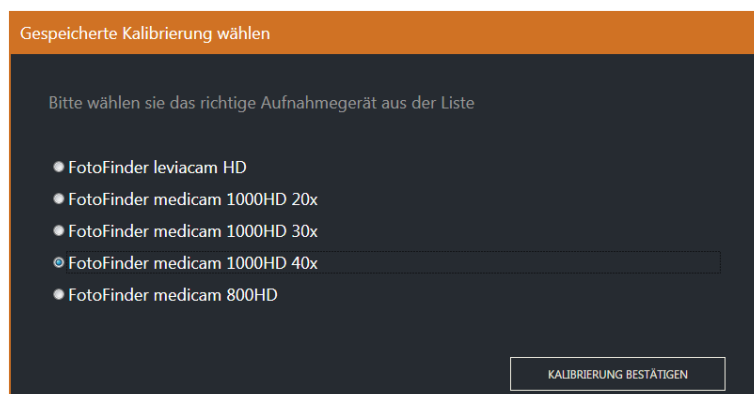 Gespeicherte Kalibrierung wählen
Bitte wählen sie das richtige Aufnahmegerät aus der Liste
FotoFinder leviacam HD
FotoFinder medicam 1000HD 20x
FotoFinder medicam 1000HD 30x
FotoFinder medicam 1000HD 40x
FotoFinder medicam 800HD
KALIBRIERUNG BESTÄTIGEN